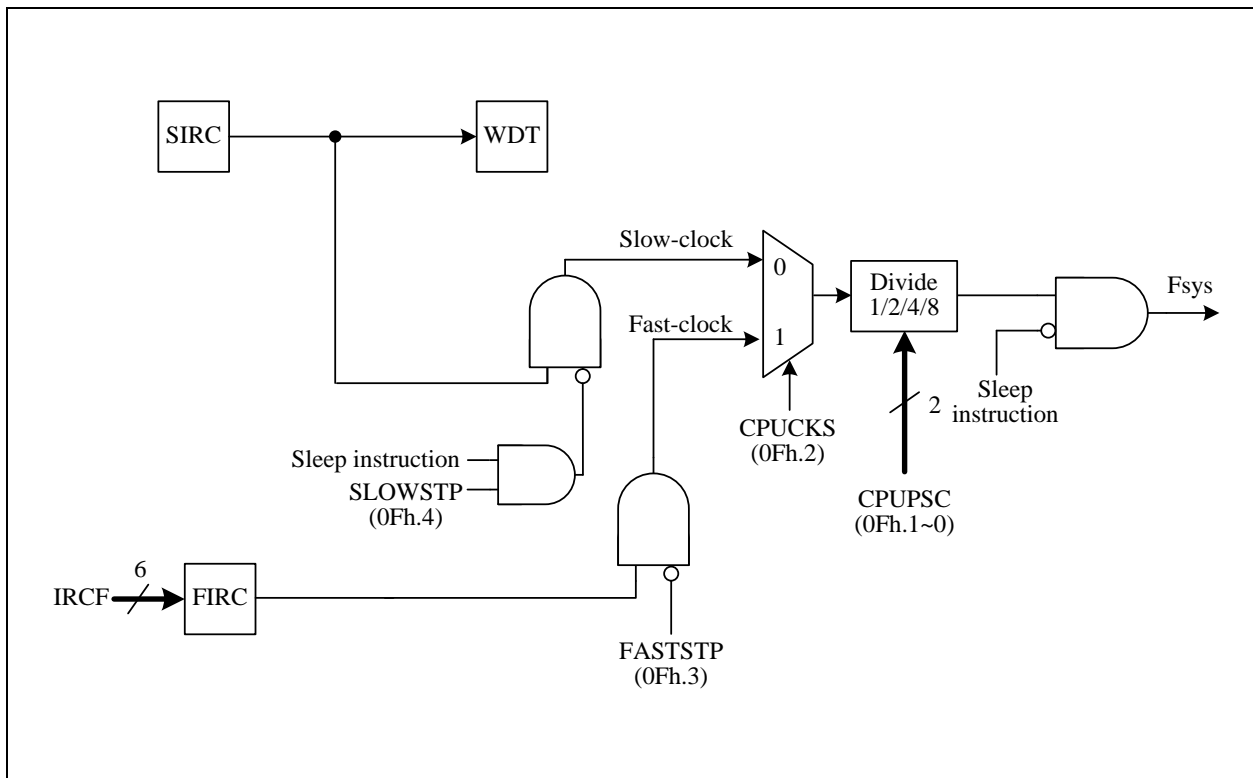 SIRC
WDT
Slow-clock
0
Divide
1/2/4/8
Fsys
Fast-clock
1
Sleep
instruction
2
CPUCKS
(0Fh.2)
Sleep instruction
SLOWSTP
(0Fh.4)
CPUPSC
(0Fh.1~0)
6
IRCF
FIRC
FASTSTP
(0Fh.3)